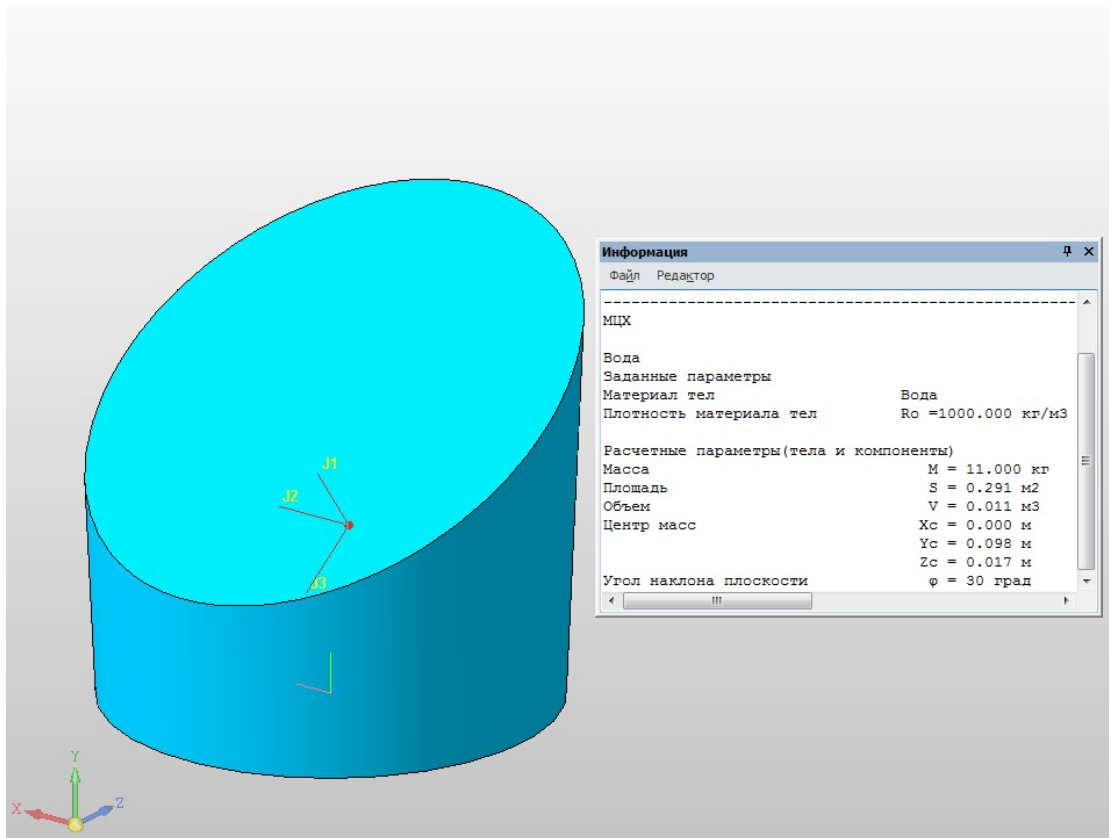 Информация
Файл Редактор
МЦХ
Вода
Заданные параметры
Материал тел Вода
Плотность материала тел Ro =1000.000 кг/м3
Расчетные параметры(тела и компоненты)
Масса M = 11.000 кг
Площадь S = 0.291 м2
Объем V = 0.011 м3
Центр масс Xc = 0.000 м
Yc = 0.098 м
Zc = 0.017 м
Угол наклона плоскости φ = 30 град
J1
J2
J3
Y
X
Z